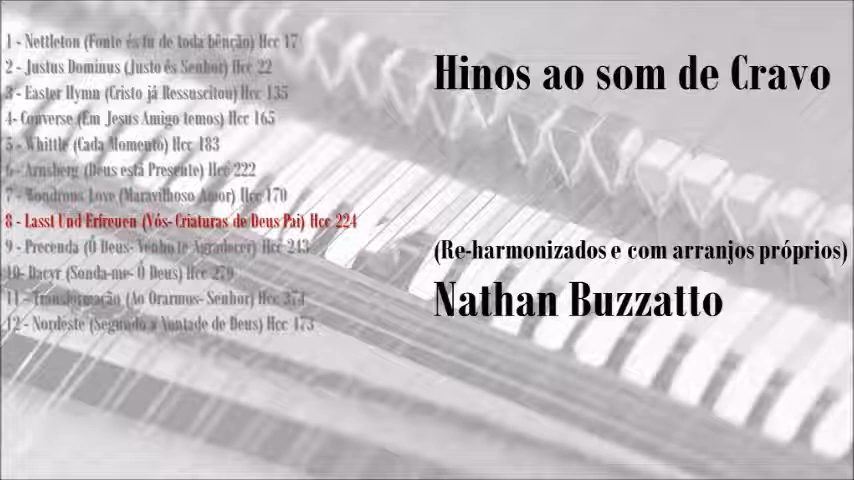 1 - Nettleton (Fonte és tu de toda bênção) Hcc 17
2 - Justus Dominus (Justo és Senhor) Hcc 22
3 - Easter Hymn (Cristo já Ressuscitou) Hcc 135
4- Converse (Em Jesus Amigo temos) Hcc 165
5 - Whittle (Cada Momento) Hcc 183
6 - Arnsberg (Deus está Presente) Hcc 222
7 - Wondrous Love (Maravilhoso Amor) Hcc 170
8 - Lasst Und Erfreuen (Vós- Criaturas de Deus Pai) Hcc 224
9 - Precenda (Ó Deus- Venho te Agradecer) Hcc 243
10- Dacyr (Sonda-me- Ó Deus) Hcc 279
11 - Transformação (Ao Orarmos- Senhor) Hcc 374
12 - Nordeste (Segundo a Vontade de Deus) Hcc 173
Hinos ao som de Cravo
(Re-harmonizados e com arranjos próprios)
Nathan Buzzatto